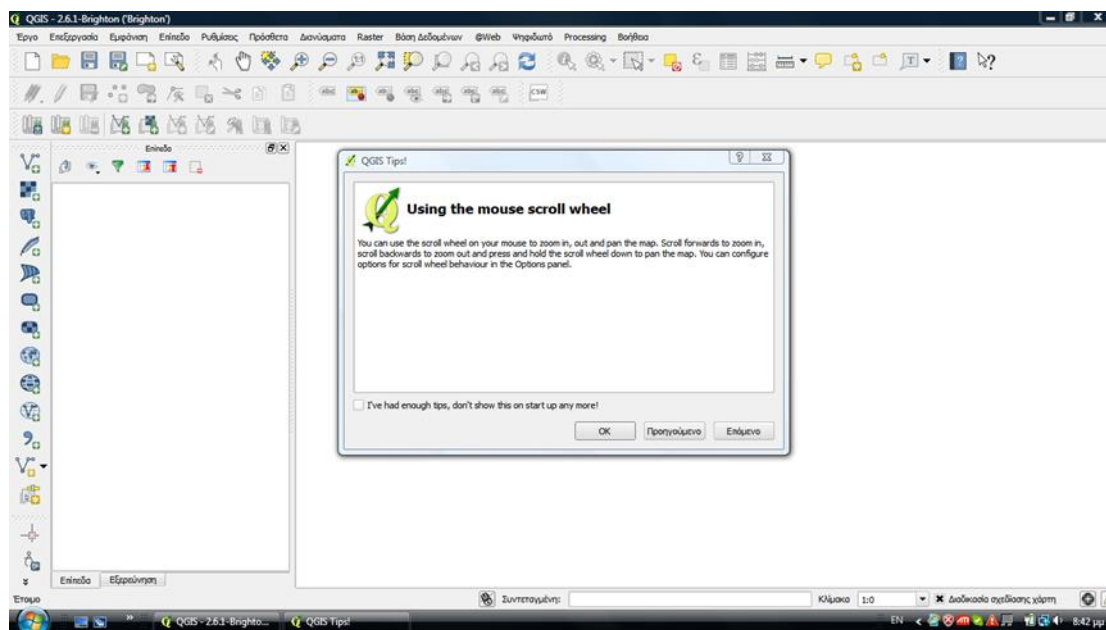 QGIS - 2.6.1-Brighton ('Brighton')
Έργο Επεξεργασία Εμφάνιση Επίπεδο Ρυθμίσεις Πρόσθετα Διανύσματα Raster Βάση Δεδομένων @Web Ψηφιδωτό Processing Βοήθεια
CSW
Επίπεδα
QGIS Tips!
Using the mouse scroll wheel
You can use the scroll wheel on your mouse to zoom in, out and pan the map. Scroll forwards to zoom in,
scroll backwards to zoom out and press and hold the scroll wheel down to pan the map. You can configure
options for scroll wheel behaviour in the Options panel.
I've had enough tips, don't show this on start up any more!
OK Προηγούμενο Επόμενο
Επίπεδα Εξερεύνηση
Έτοιμο Συντεταγμένη: Κλίμακα 1:0 Διαδικασία σχεδίασης χάρτη
QGIS - 2.6.1-Brighto... QGIS Tips! EN 8:42 μμ